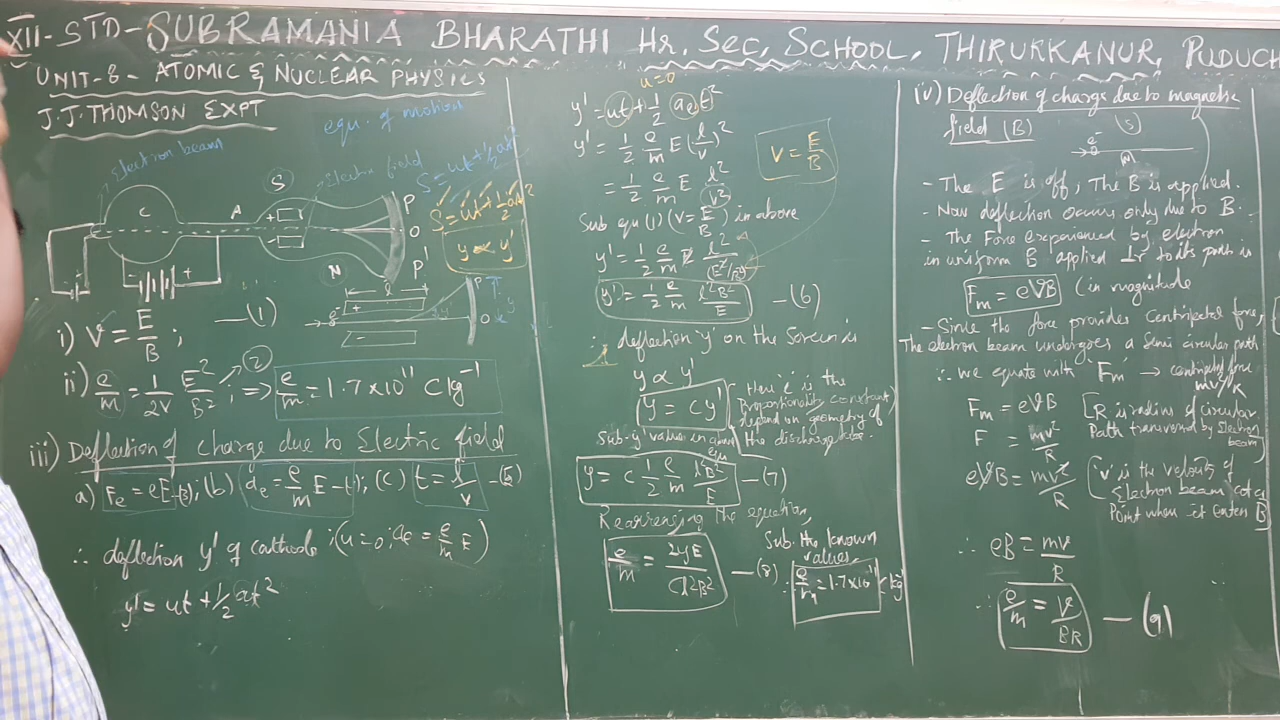 XII-STD-SUBRAMANIA BHARATHI Hr. Sec. SCHOOL, THIRUKKANUR, PUDUCH
UNIT-8- ATOMIC & NUCLEAR PHYSICS
J.J. THOMSON EXPT
equ. of motion
Electron beam
Electric field
S = ut + 1/2 at²
S = ut + 1/2 at²
y ∝ y'
C
A
S
N
P
O
P'
+
-
l
e⁻
P
y
O
i) V = E/B ; —(1)
ii) e/m = 1/2V E²/B² (2) ; ⇒ e/m = 1.7 x 10¹¹ C kg⁻¹
iii) Deflection of charge due to Electric field
a) Fe = eE-(3); (b) ae = e/m E-(4); (c) t = l/v -(5)
∴ deflection y' of cathode ; (u = 0; ae = e/m E)
y' = ut + 1/2 at²
u=0
y' = ut + 1/2 ae t²
y' = 1/2 e/m E (l/v)²
= 1/2 e/m E l²/v²
V = E/B
Sub equ (1) (V = E/B) in above
y' = 1/2 e/m E l²/(E²/B²)
y' = 1/2 e/m l²B²/E —(6)
∴ deflection 'y' on the screen is
y ∝ y'
y = Cy'
Here 'c' is the
Proportionality constant
depend on geometry of
the discharge tube.
Sub. y' value in above equ
y = C 1/2 e/m l²B²/E —(7)
Rearrensing the equation,
e/m = 2yE/Cl²B² —(8)
Sub. the known
values.
∴ e/m = 1.7x10¹¹ C kg⁻¹
(iv) Deflection of charge due to magnetic
field (B)
S
e⁻
N
- The E is off, The B is applied.
- Now deflection occurs only due to B.
- The Force experienced by electron
in uniform B applied ⊥r to its path is
Fm = eVB (in magnitude
- Since the force provides Centripetal force,
The electron beam undergoes a Semi circular path
∴ we equate with Fm → centripetal force
mv²/R
Fm = eVB
F = mv²/R
[R is radius of circular
Path transversed by Electron
beam]
eVB = mv²/R
('v' is the velocity of
Electron beam at a
Point when it enters B
∴ eB = mv/R
∴ e/m = V/BR —(9)